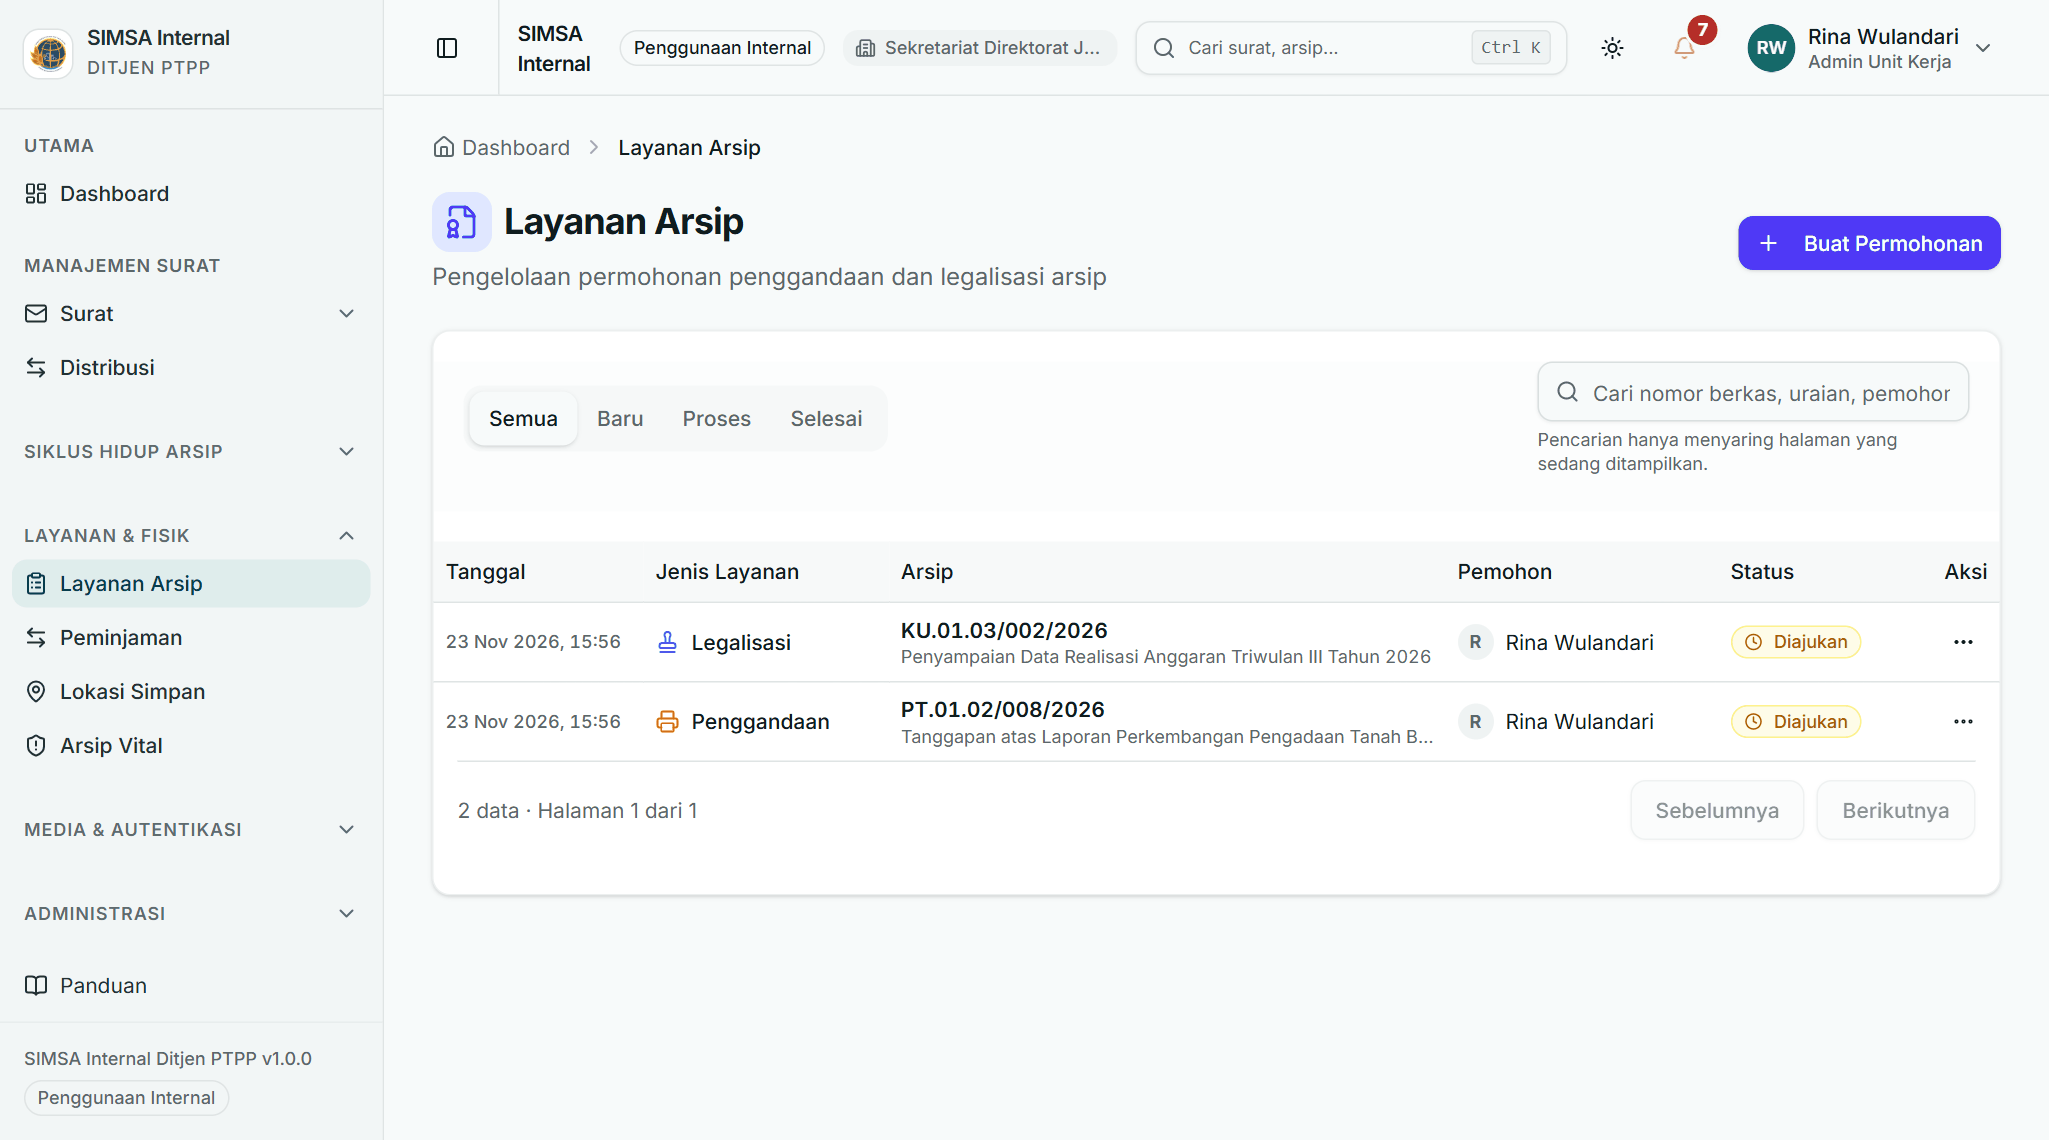 SIMSA Internal
DITJEN PTPP
UTAMA
Dashboard
MANAJEMEN SURAT
Surat
Distribusi
SIKLUS HIDUP ARSIP
LAYANAN & FISIK
Layanan Arsip
Peminjaman
Lokasi Simpan
Arsip Vital
MEDIA & AUTENTIKASI
ADMINISTRASI
Panduan
SIMSA Internal Ditjen PTPP v1.0.0
Penggunaan Internal
SIMSA
Internal
Penggunaan Internal
Sekretariat Direktorat J...
Cari surat, arsip...
Ctrl K
7
RW
Rina Wulandari
Admin Unit Kerja
Dashboard
Layanan Arsip
Layanan Arsip
Pengelolaan permohonan penggandaan dan legalisasi arsip
Buat Permohonan
Semua Baru Proses Selesai
Cari nomor berkas, uraian, pemohor
Pencarian hanya menyaring halaman yang
sedang ditampilkan.
Tanggal Jenis Layanan Arsip Pemohon Status Aksi
23 Nov 2026, 15:56 Legalisasi KU.01.03/002/2026 R Rina Wulandari Diajukan
Penyampaian Data Realisasi Anggaran Triwulan III Tahun 2026
23 Nov 2026, 15:56 Penggandaan PT.01.02/008/2026 R Rina Wulandari Diajukan
Tanggapan atas Laporan Perkembangan Pengadaan Tanah B...
2 data · Halaman 1 dari 1
Sebelumnya
Berikutnya